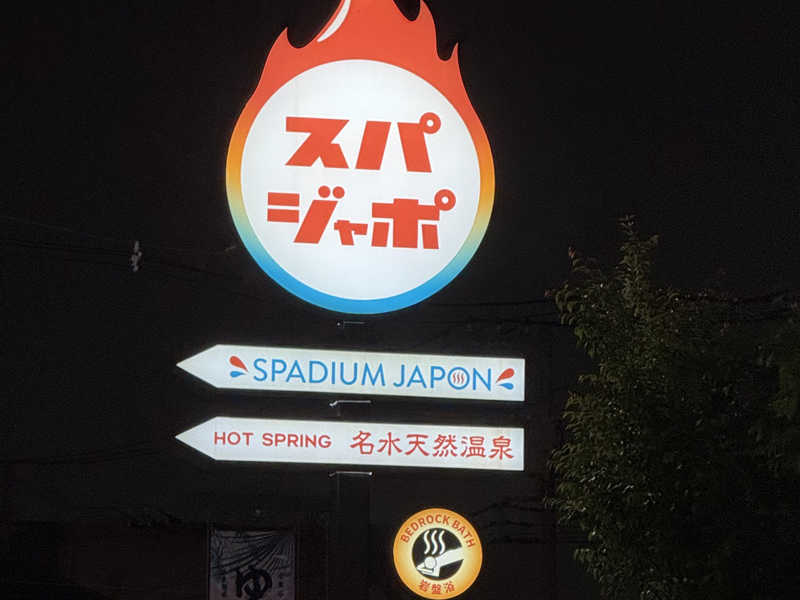 スパ
ジャポ
SPADIUM JAPON
HOT SPRING 名水天然温泉
BEDROCK BATH
岩盤浴
ゆ